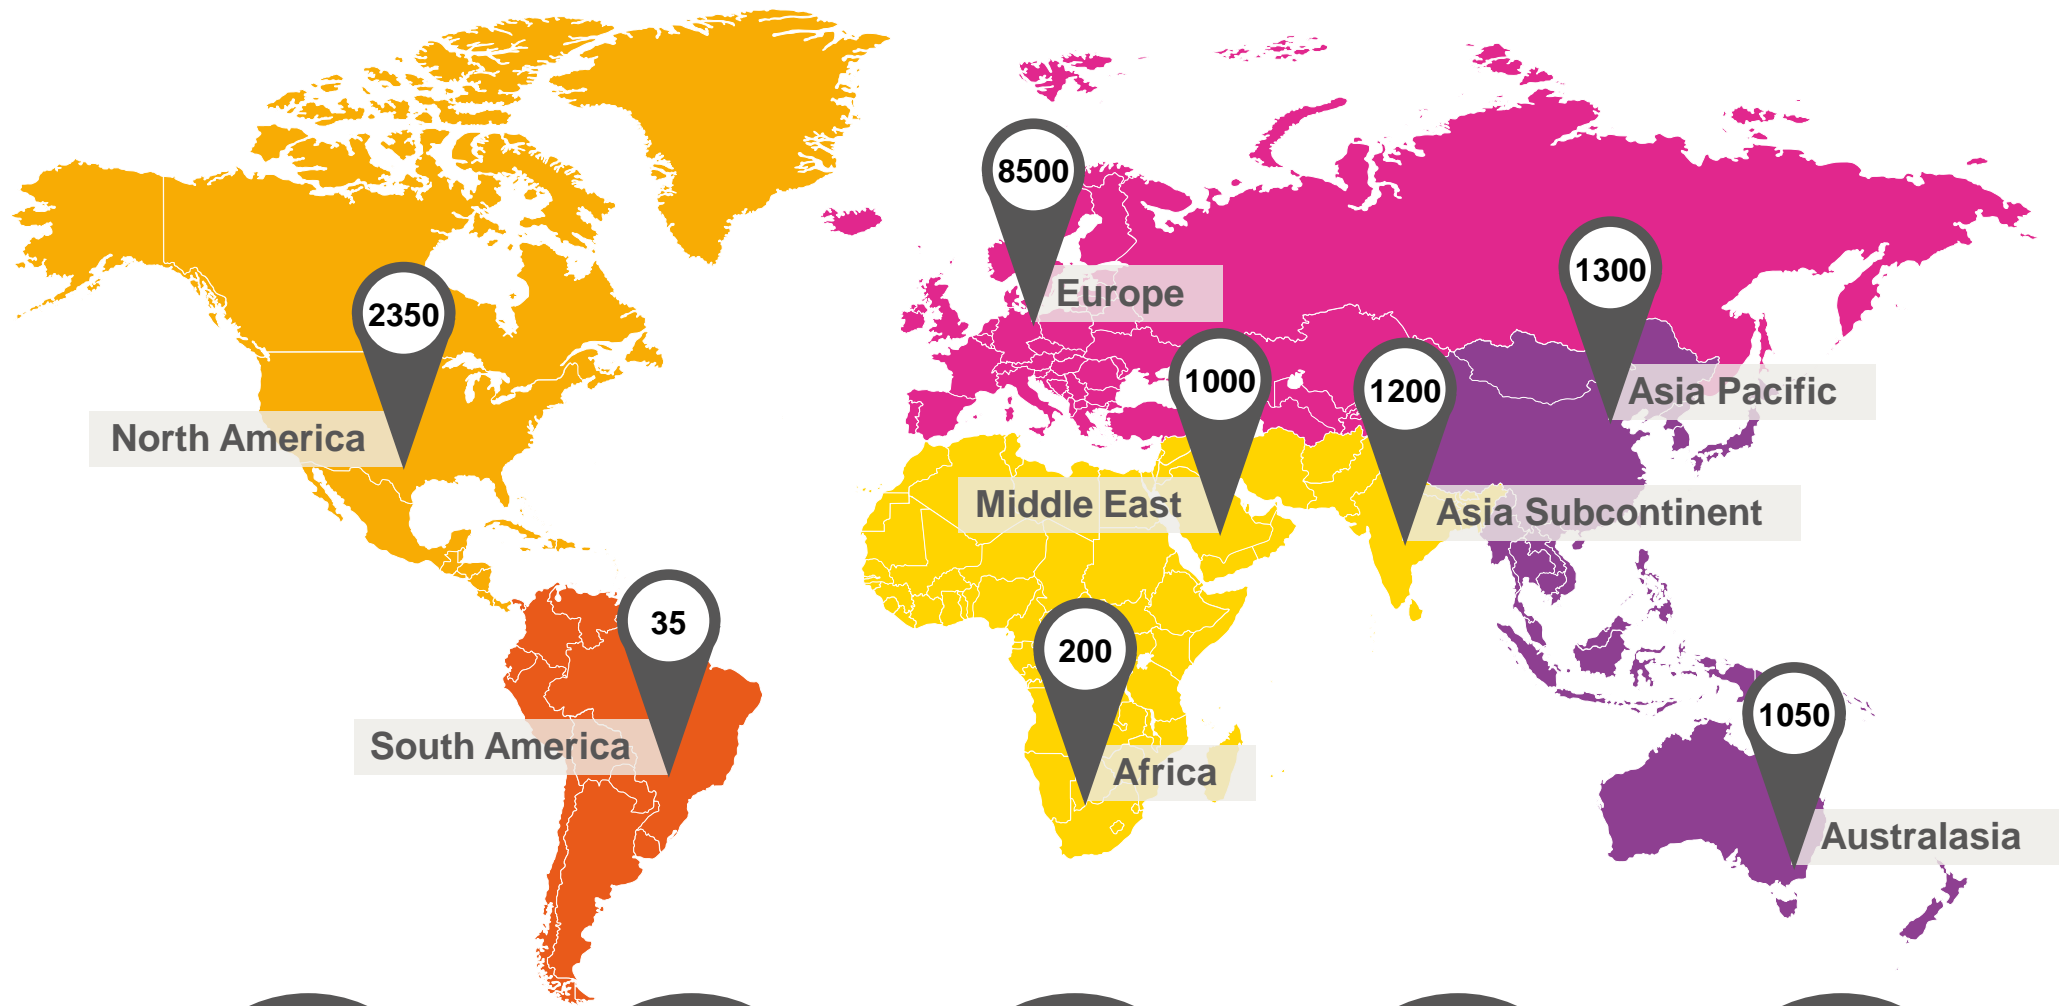 8500
Europe
1300
Asia Pacific
2350
North America
1000
Middle East
1200
Asia Subcontinent
35
South America
200
Africa
1050
Australasia